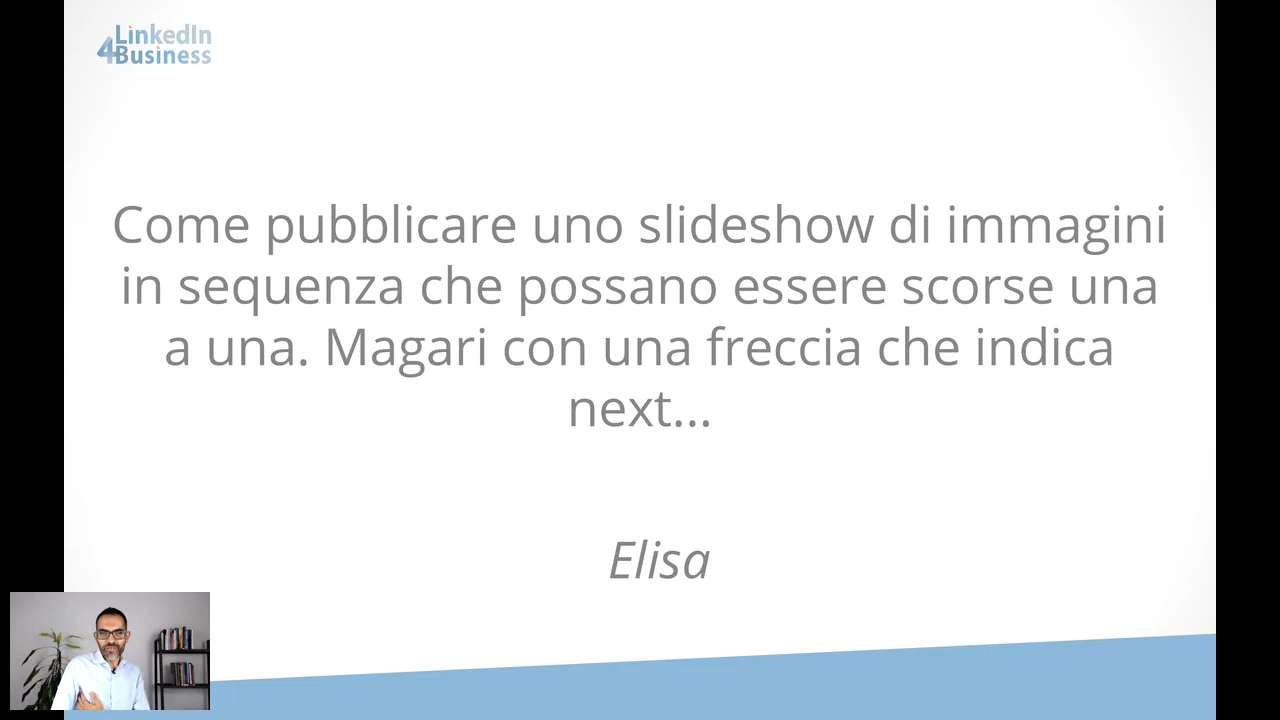 LinkedIn
4Business
Come pubblicare uno slideshow di immagini
in sequenza che possano essere scorse una
a una. Magari con una freccia che indica
next...
Elisa